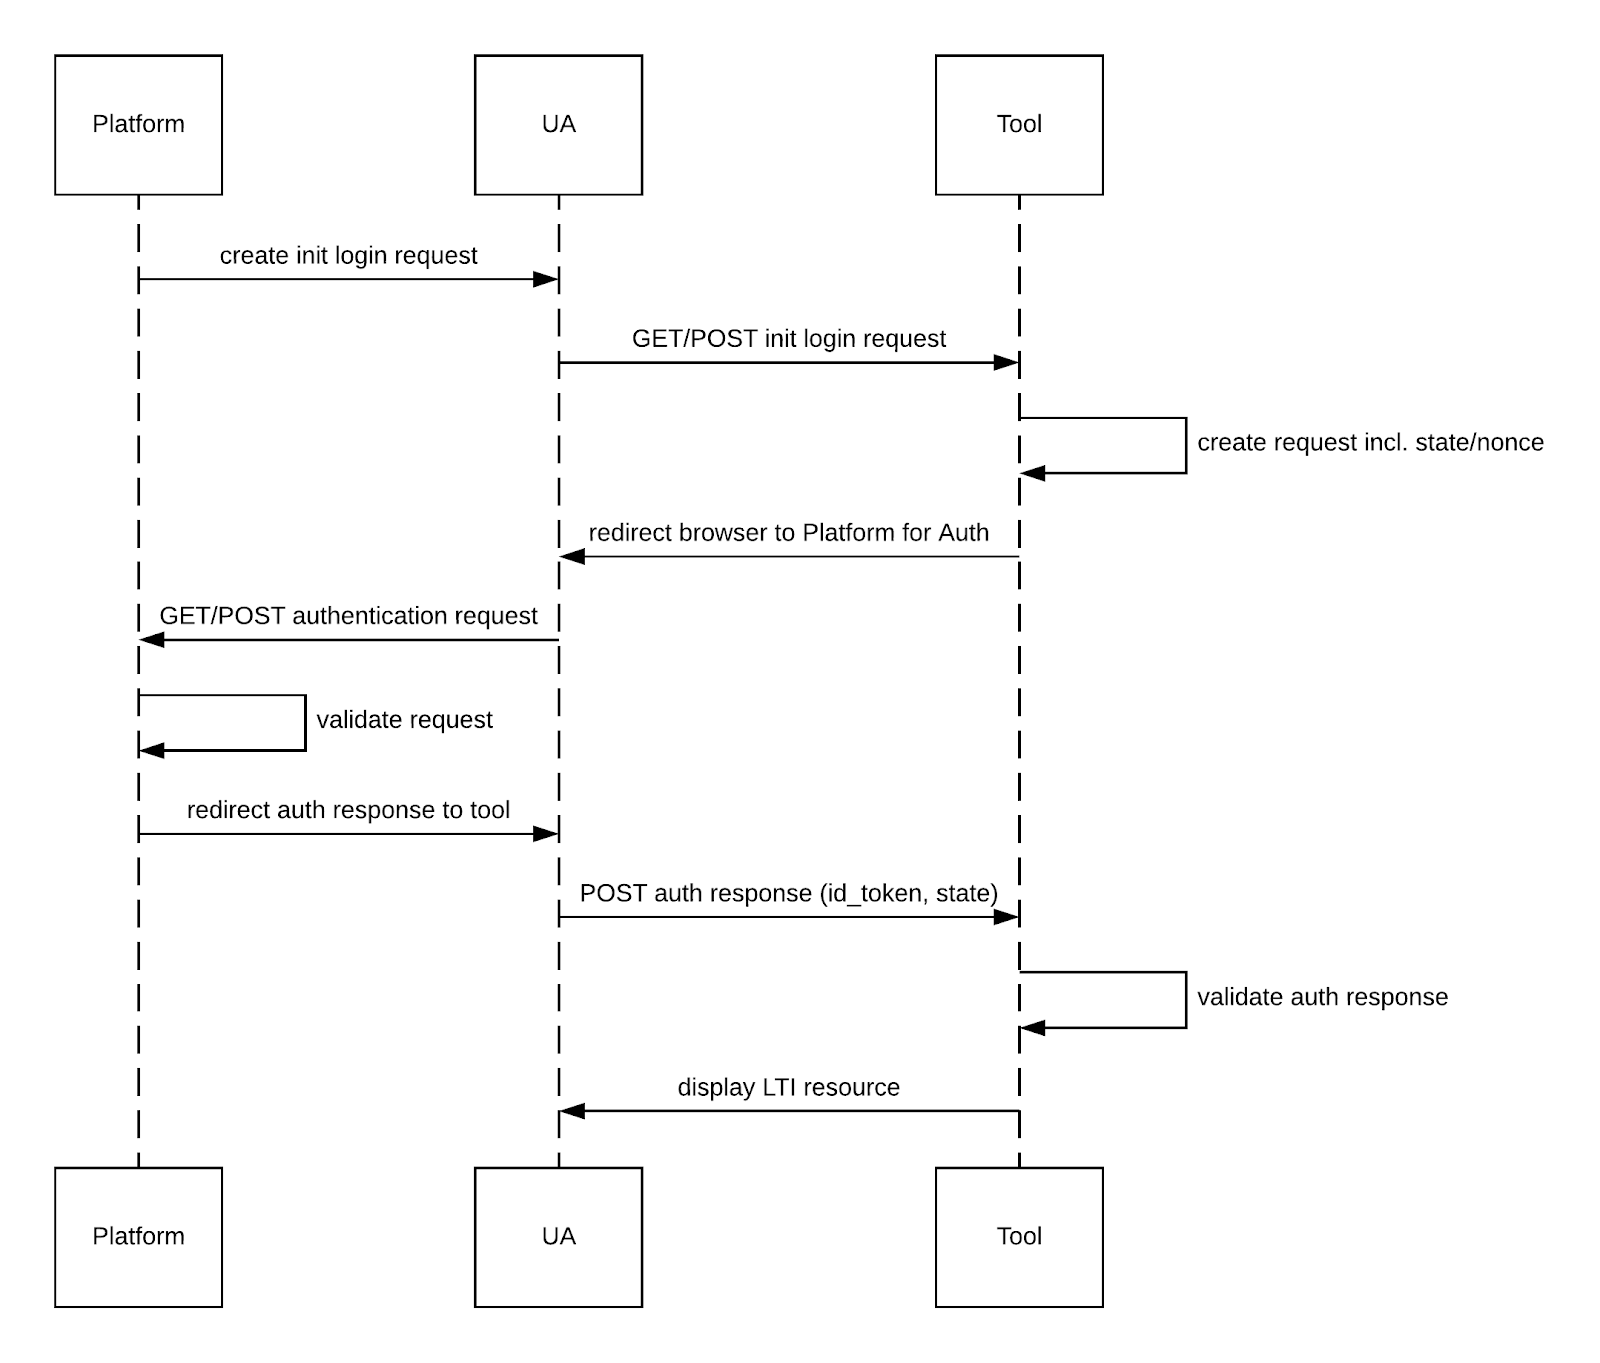 Platform
UA
Tool
create init login request
GET/POST init login request
create request incl. state/nonce
redirect browser to Platform for Auth
GET/POST authentication request
validate request
redirect auth response to tool
POST auth response (id_token, state)
validate auth response
display LTI resource
Platform
UA
Tool